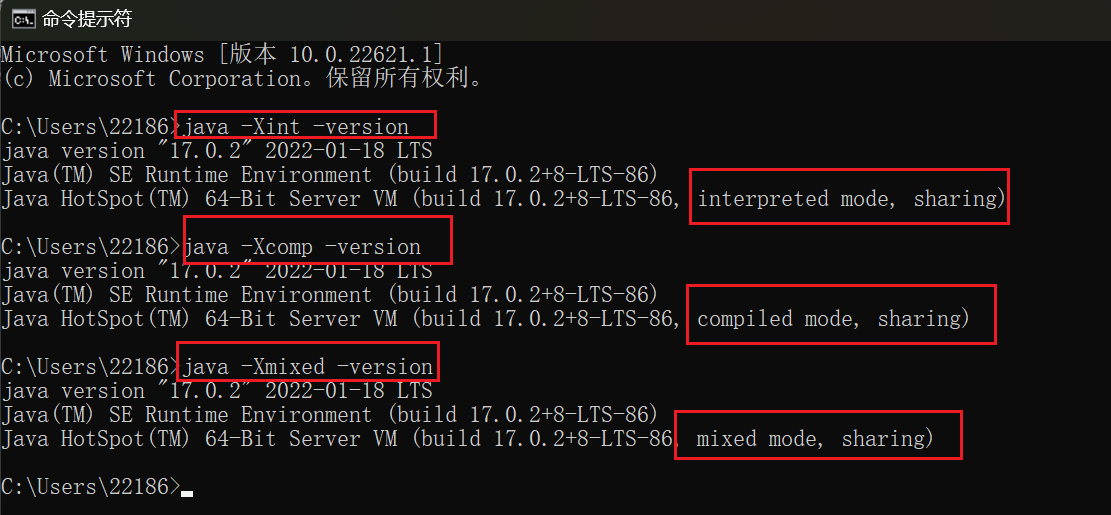 命令提示符
Microsoft Windows [版本 10.0.22621.1]
(c) Microsoft Corporation。保留所有权利。
C:\Users\22186>java -Xint -version
java version "17.0.2" 2022-01-18 LTS
Java(TM) SE Runtime Environment (build 17.0.2+8-LTS-86)
Java HotSpot(TM) 64-Bit Server VM (build 17.0.2+8-LTS-86, interpreted mode, sharing)
C:\Users\22186>java -Xcomp -version
java version "17.0.2" 2022-01-18 LTS
Java(TM) SE Runtime Environment (build 17.0.2+8-LTS-86)
Java HotSpot(TM) 64-Bit Server VM (build 17.0.2+8-LTS-86, compiled mode, sharing)
C:\Users\22186>java -Xmixed -version
java version "17.0.2" 2022-01-18 LTS
Java(TM) SE Runtime Environment (build 17.0.2+8-LTS-86)
Java HotSpot(TM) 64-Bit Server VM (build 17.0.2+8-LTS-86, mixed mode, sharing)
C:\Users\22186>